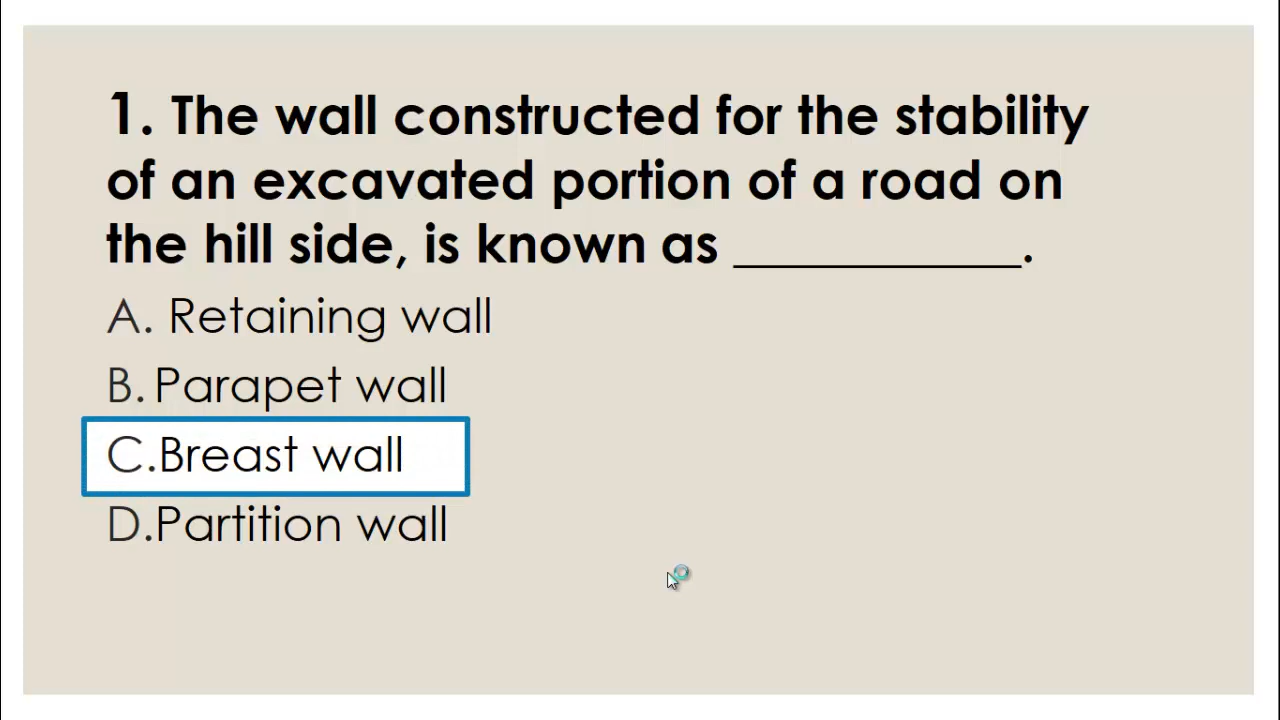 1. The wall constructed for the stability
of an excavated portion of a road on
the hill side, is known as ___________.
A. Retaining wall
B. Parapet wall
C.Breast wall
D.Partition wall